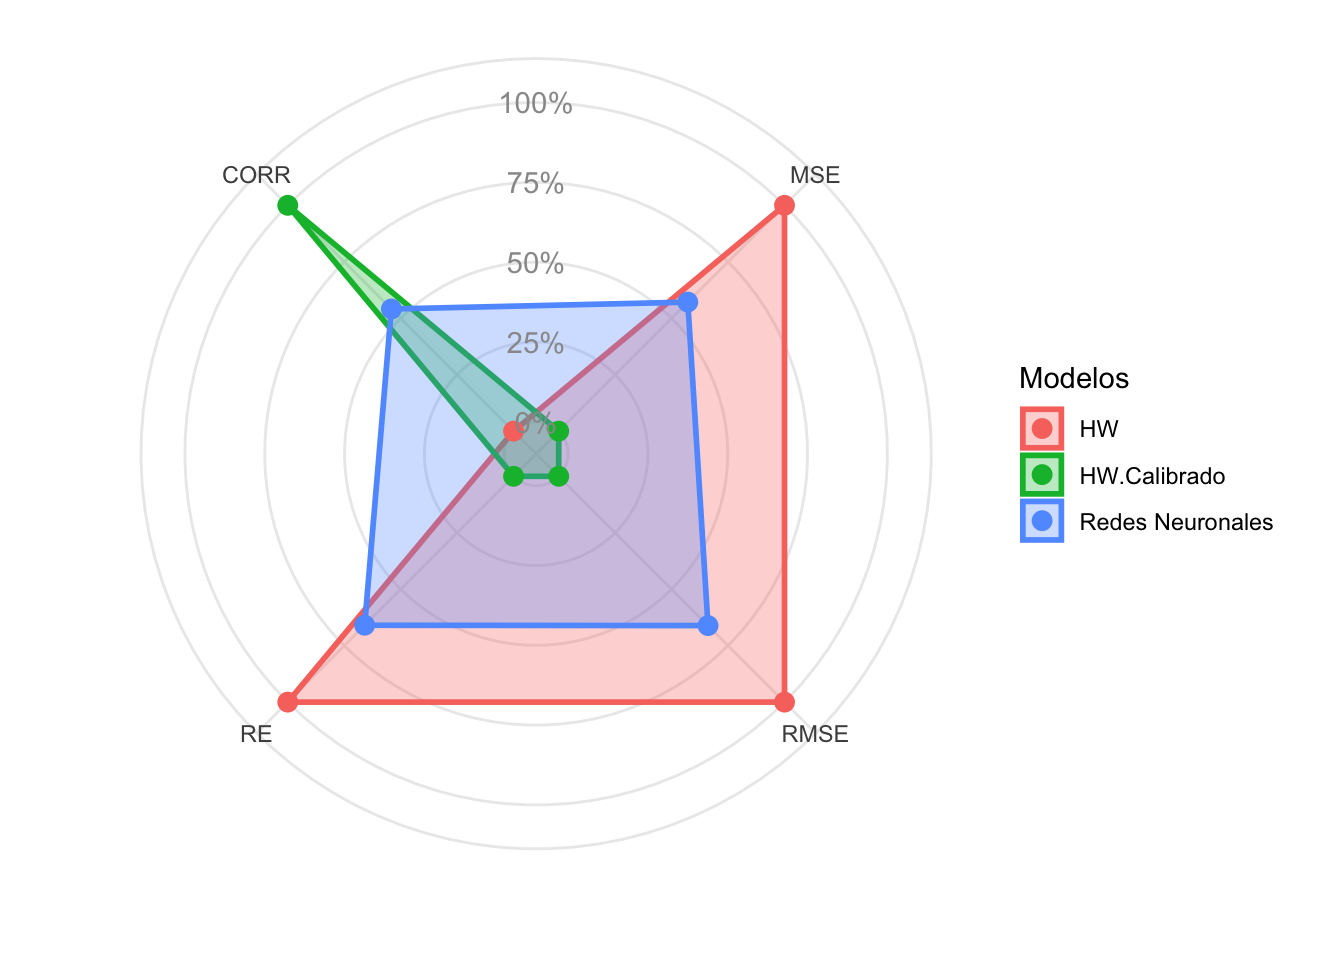 100%
CORR
MSE
75%
50%
25%
0%
RE
RMSE
Modelos
HW
HW.Calibrado
Redes Neuronales